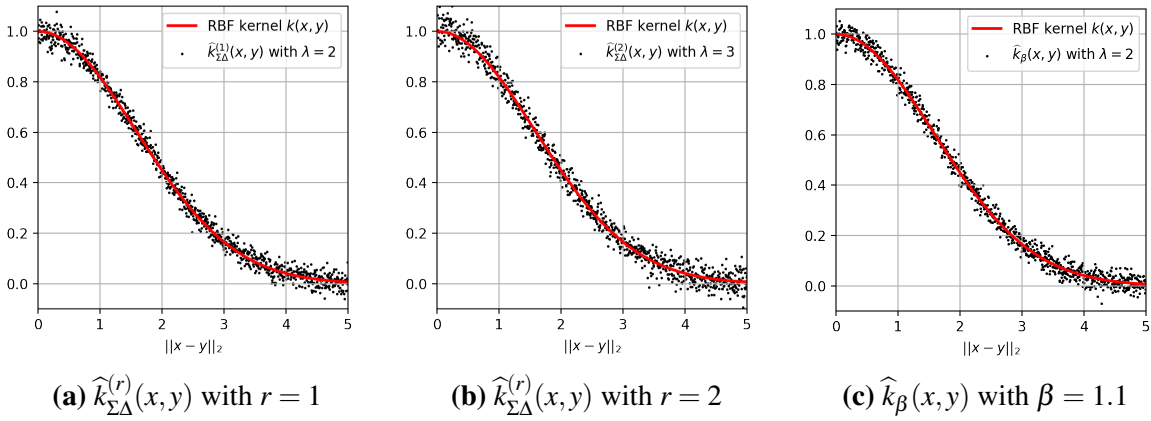 RBF kernel k(x, y)
k̂_ΣΔ^(1)(x, y) with λ = 2
1.0
0.8
0.6
0.4
0.2
0.0
0 1 2 3 4 5
||x − y||₂
(a) k̂_ΣΔ^(r)(x, y) with r = 1
RBF kernel k(x, y)
k̂_ΣΔ^(2)(x, y) with λ = 3
1.0
0.8
0.6
0.4
0.2
0.0
0 1 2 3 4 5
||x − y||₂
(b) k̂_ΣΔ^(r)(x, y) with r = 2
RBF kernel k(x, y)
k̂_β(x, y) with λ = 2
1.0
0.8
0.6
0.4
0.2
0.0
0 1 2 3 4 5
||x − y||₂
(c) k̂_β(x, y) with β = 1.1